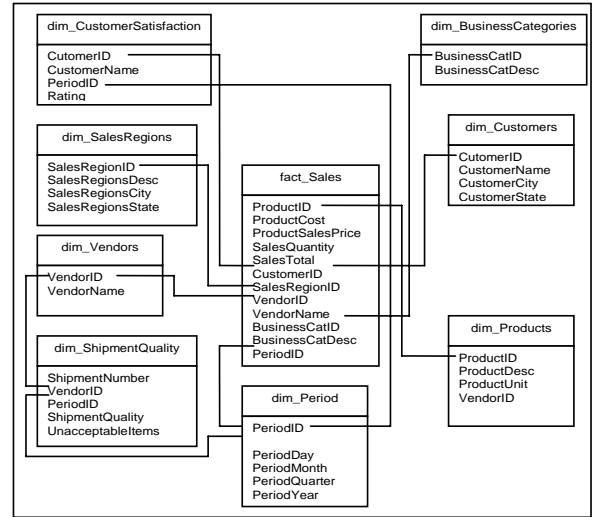 dim_CustomerSatisfaction
CutomerID
CustomerName
PeriodID
Rating
dim_BusinessCategories
BusinessCatID
BusinessCatDesc
dim_SalesRegions
SalesRegionID
SalesRegionsDesc
SalesRegionsCity
SalesRegionsState
fact_Sales
ProductID
ProductCost
ProductSalesPrice
SalesQuantity
SalesTotal
CustomerID
SalesRegionID
VendorID
VendorName
BusinessCatID
BusinessCatDesc
PeriodID
dim_Customers
CutomerID
CustomerName
CustomerCity
CustomerState
dim_Vendors
VendorID
VendorName
dim_ShipmentQuality
ShipmentNumber
VendorID
PeriodID
ShipmentQuality
UnacceptableItems
dim_Period
PeriodID
PeriodDay
PeriodMonth
PeriodQuarter
PeriodYear
dim_Products
ProductID
ProductDesc
ProductUnit
VendorID